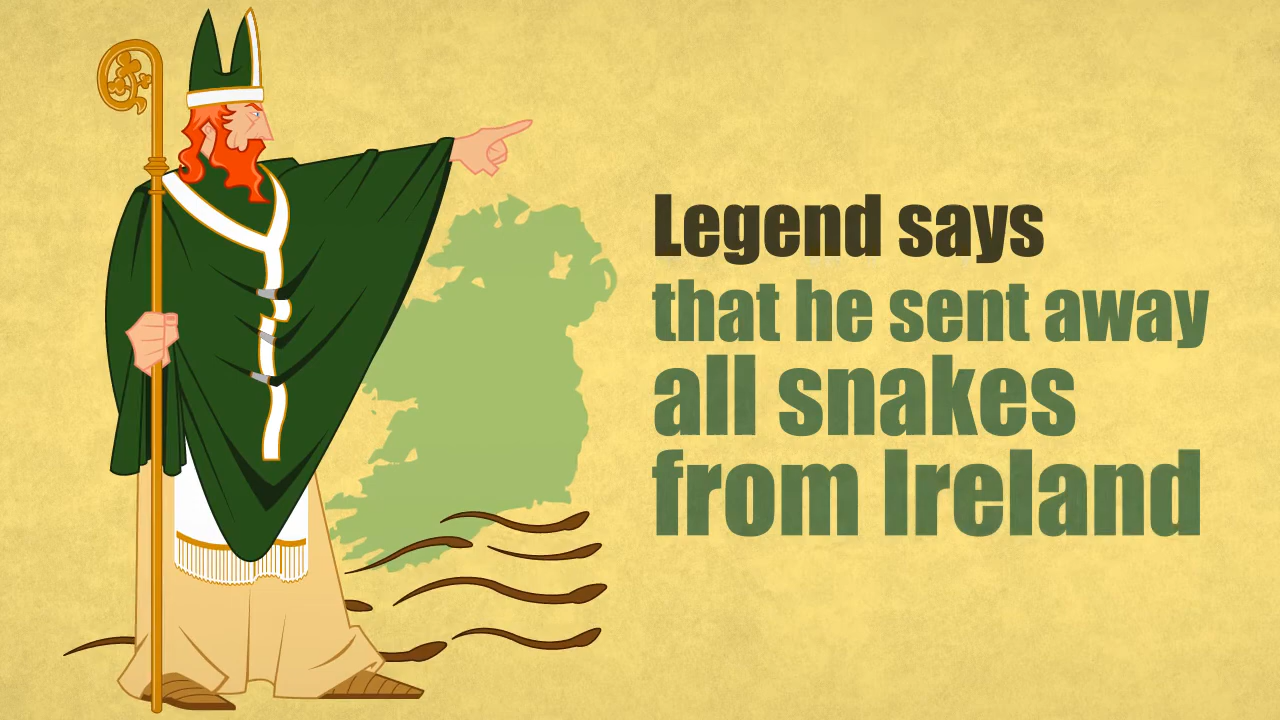 Legend says
that he sent away
all snakes
from Ireland